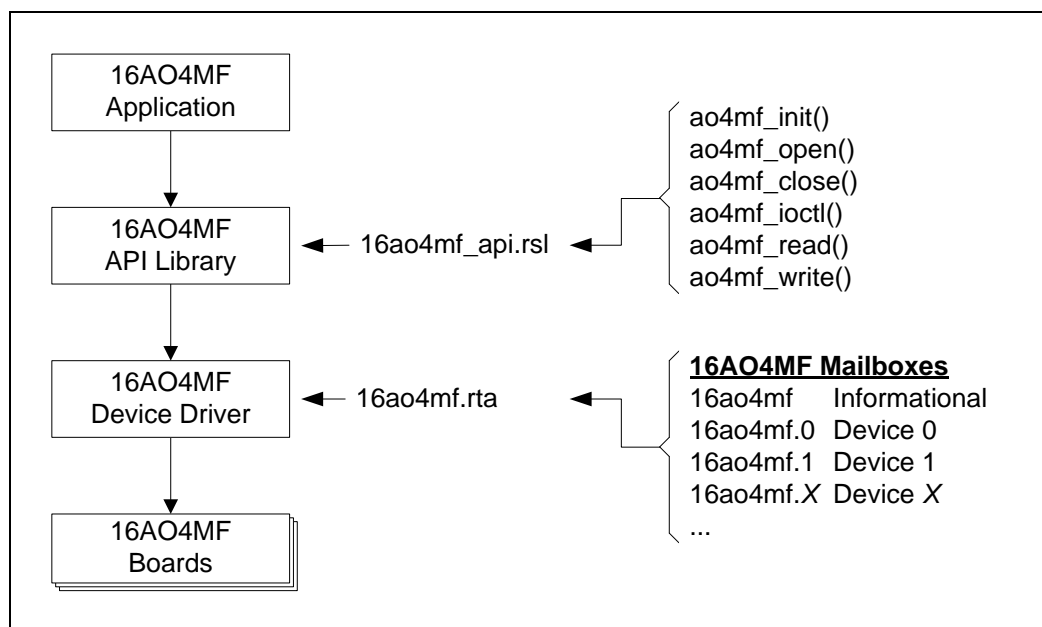 16AO4MF
Application
16AO4MF
API Library
16ao4mf_api.rsl
ao4mf_init()
ao4mf_open()
ao4mf_close()
ao4mf_ioctl()
ao4mf_read()
ao4mf_write()
16AO4MF
Device Driver
16ao4mf.rta
16AO4MF Mailboxes
16ao4mf Informational
16ao4mf.0 Device 0
16ao4mf.1 Device 1
16ao4mf.X Device X
...
16AO4MF
Boards